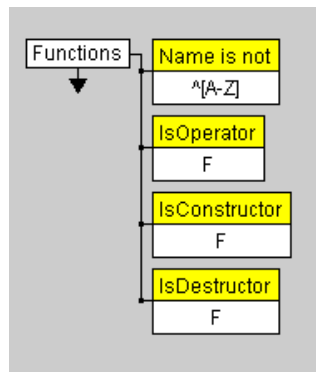 Functions
Name is not
^[A-Z]
IsOperator
F
IsConstructor
F
IsDestructor
F